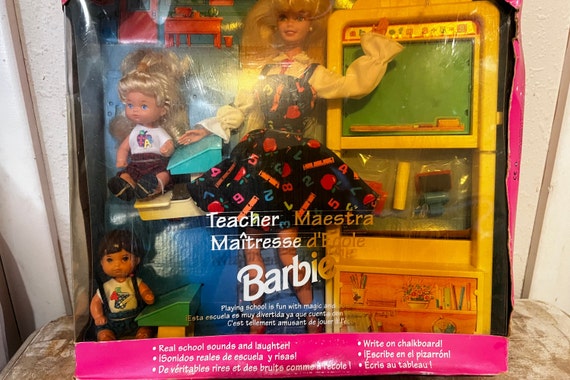 Teacher Maestra
Maîtresse d'École
Barbie
Playing school is fun with magic and
¡Esta escuela es muy divertida ya que cuenta con
C'est tellement amusant de jouer à l'é
• Real school sounds and laughter!
• ¡Sonidos reales de escuela y risas!
• De véritables rires et des bruits comme à l'école!
• Write on chalkboard!
• ¡Escribe en el pizarrón!
• Écris au tableau!